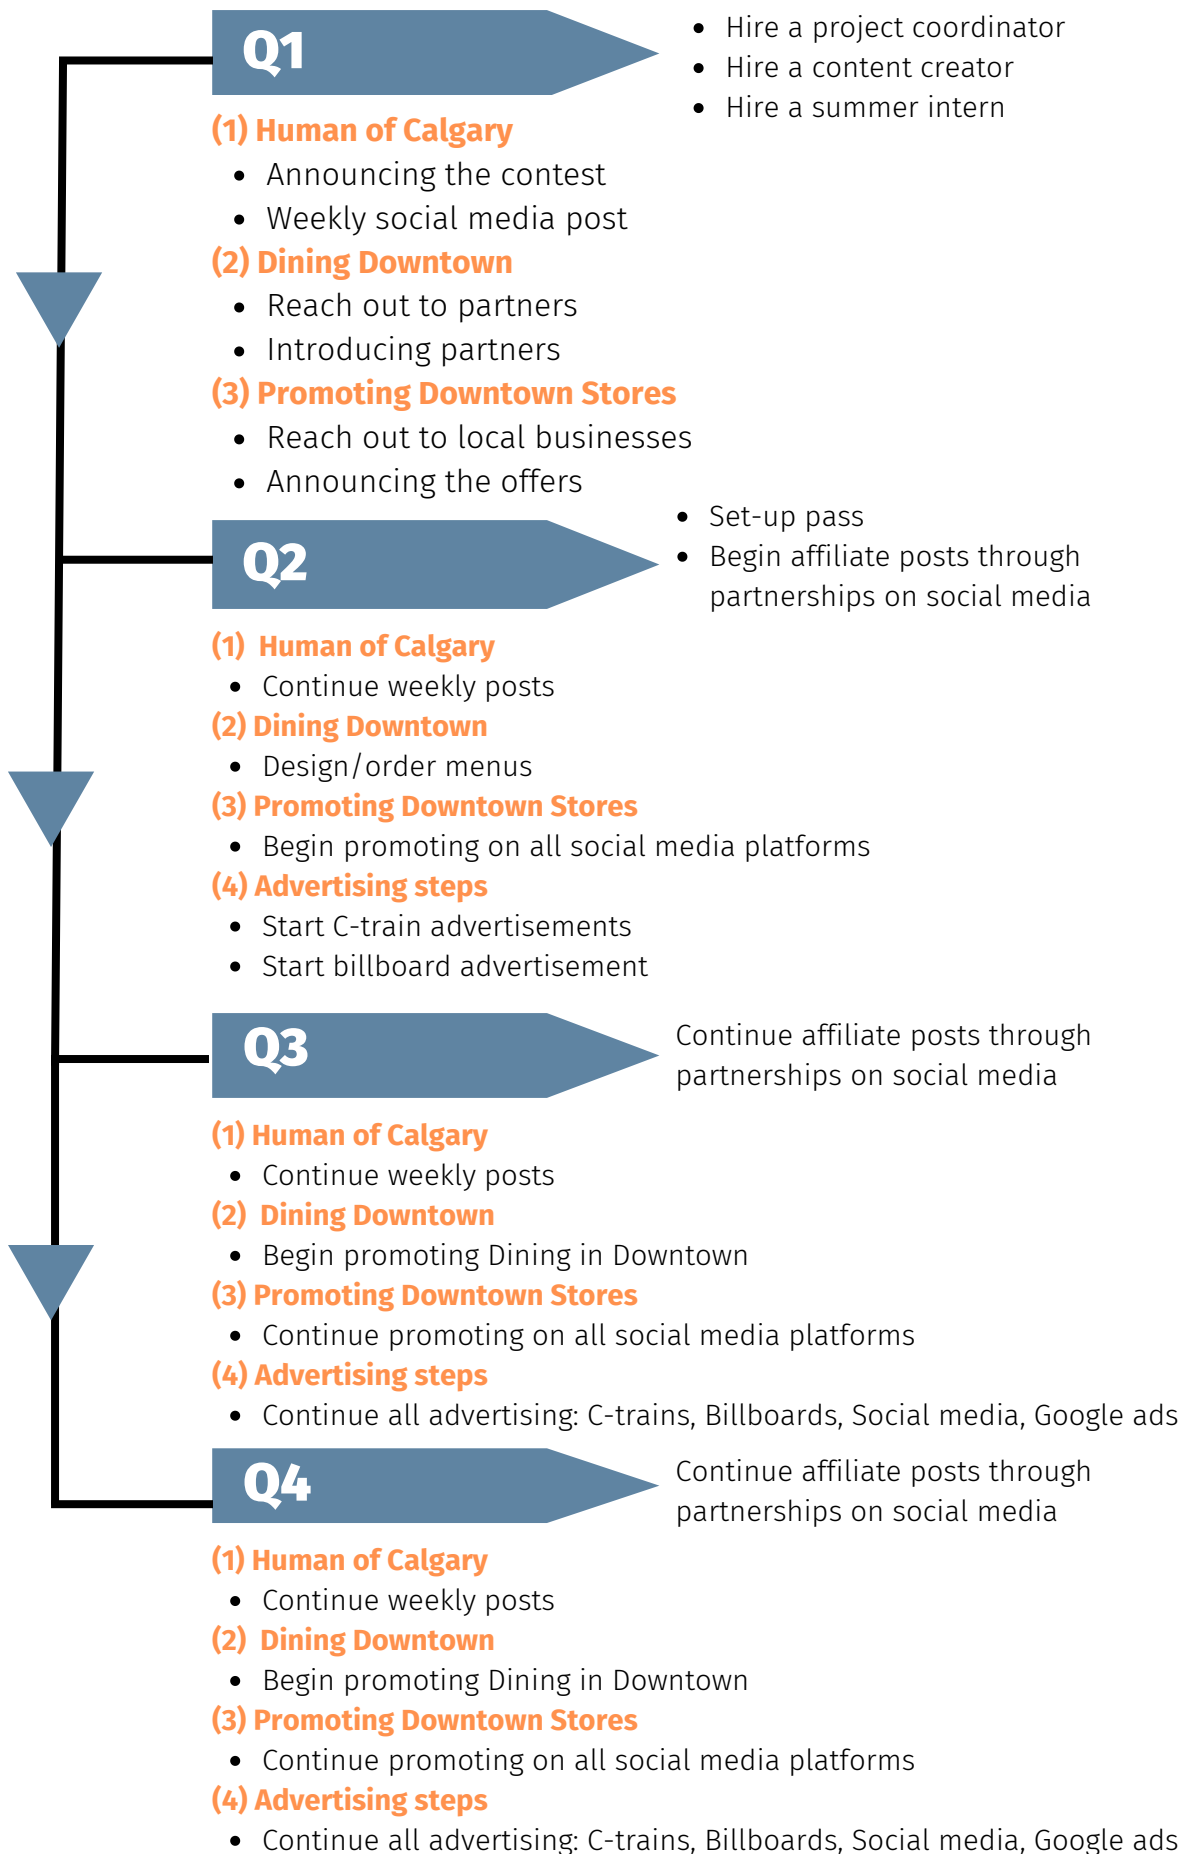 Q1
• Hire a project coordinator
• Hire a content creator
• Hire a summer intern
(1) Human of Calgary
• Announcing the contest
• Weekly social media post
(2) Dining Downtown
• Reach out to partners
• Introducing partners
(3) Promoting Downtown Stores
• Reach out to local businesses
• Announcing the offers
Q2
• Set-up pass
• Begin affiliate posts through
partnerships on social media
(1) Human of Calgary
• Continue weekly posts
(2) Dining Downtown
• Design/order menus
(3) Promoting Downtown Stores
• Begin promoting on all social media platforms
(4) Advertising steps
• Start C-train advertisements
• Start billboard advertisement
Q3
Continue affiliate posts through
partnerships on social media
(1) Human of Calgary
• Continue weekly posts
(2) Dining Downtown
• Begin promoting Dining in Downtown
(3) Promoting Downtown Stores
• Continue promoting on all social media platforms
(4) Advertising steps
• Continue all advertising: C-trains, Billboards, Social media, Google ads
Q4
Continue affiliate posts through
partnerships on social media
(1) Human of Calgary
• Continue weekly posts
(2) Dining Downtown
• Begin promoting Dining in Downtown
(3) Promoting Downtown Stores
• Continue promoting on all social media platforms
(4) Advertising steps
• Continue all advertising: C-trains, Billboards, Social media, Google ads